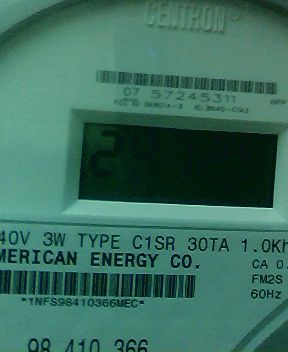 CENTRON®
07 57245311
2
40V 3W TYPE C1SR 30TA 1.0Kh
MERICAN ENERGY CO.
CA 0.
FM2S
60Hz
*1NFS98410366MEC*
98 410 366